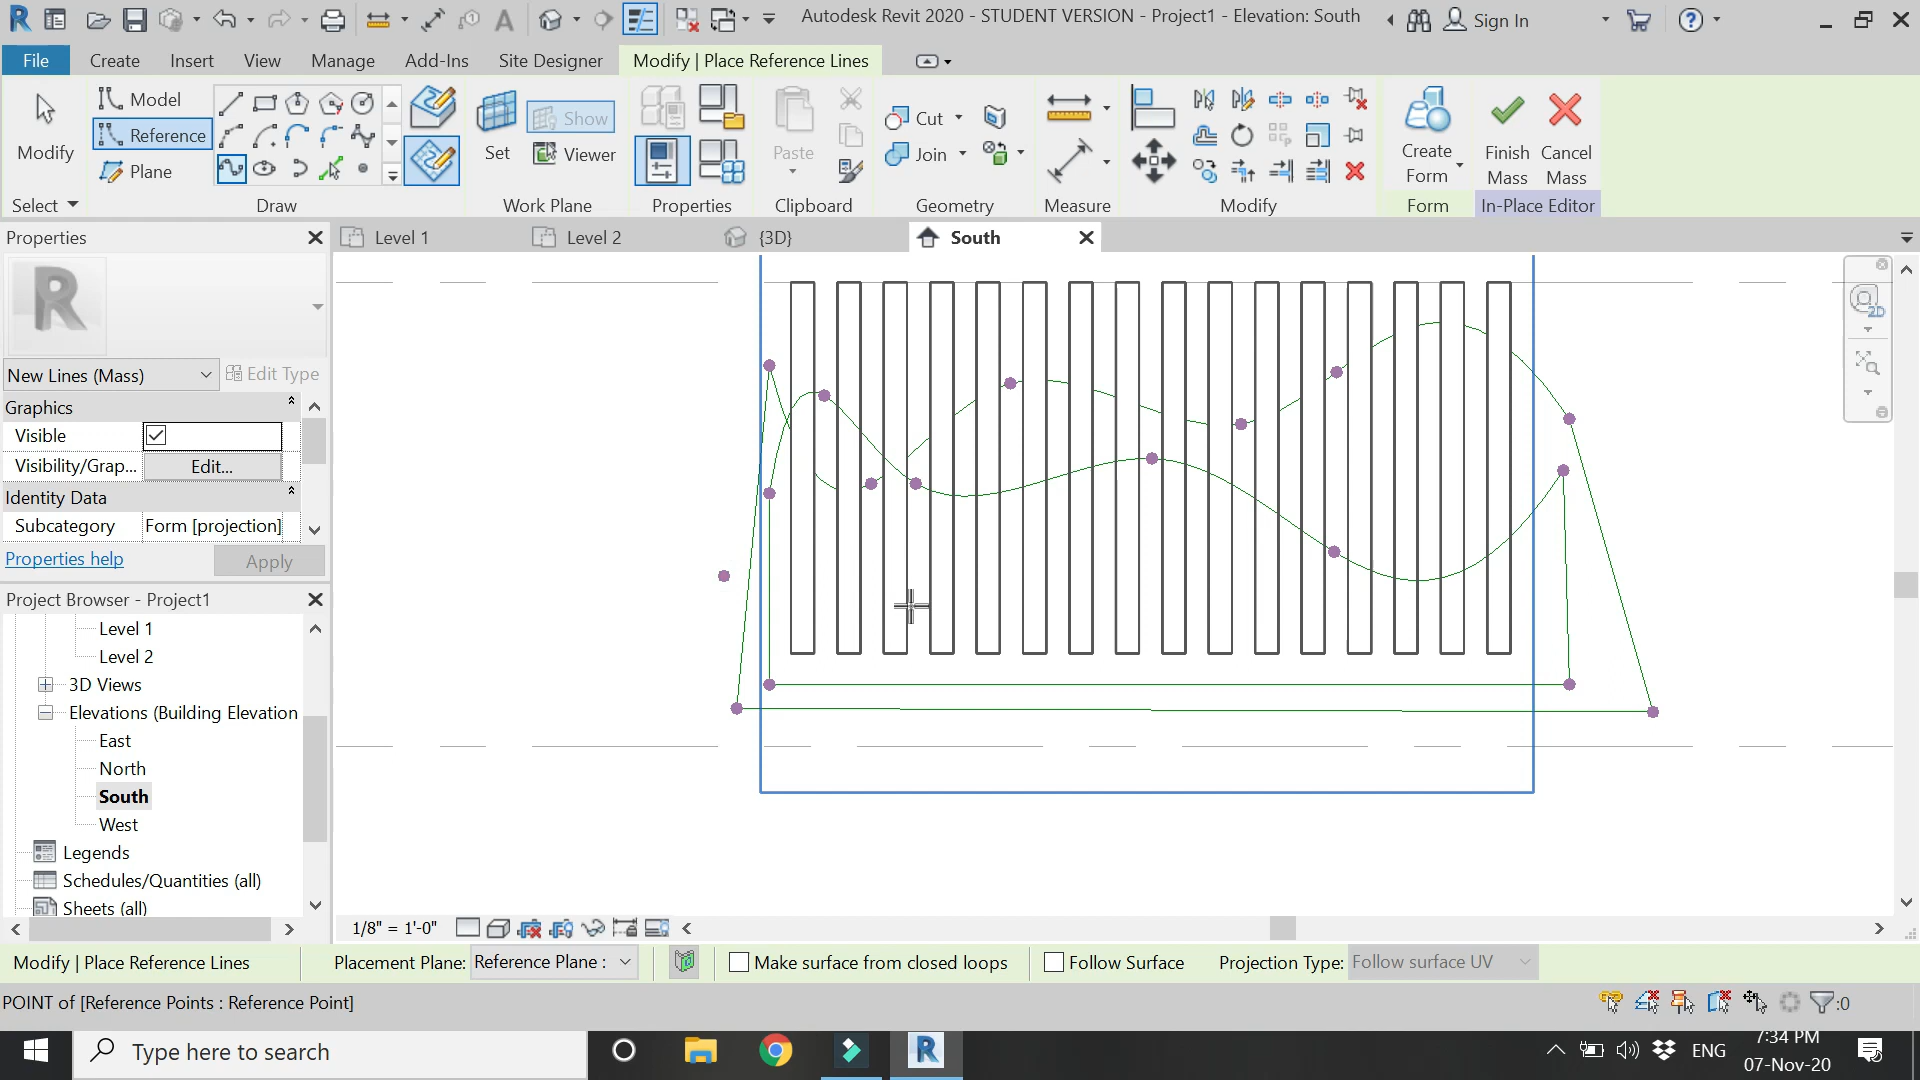 Autodesk Revit 2020 - STUDENT VERSION - Project1 - Elevation: South
Sign In
File
Create
Insert
View
Manage
Add-Ins
Site Designer
Modify | Place Reference Lines
Modify
Model
Reference
Plane
Set
Show
Viewer
Paste
Cut
Join
Create
Form
Finish
Mass
Cancel
Mass
Select
Draw
Work Plane
Properties
Clipboard
Geometry
Measure
Modify
Form
In-Place Editor
Properties
Level 1
Level 2
{3D}
South
R
2D
New Lines (Mass)
Edit Type
Graphics
Visible
Visibility/Grap...
Edit...
Identity Data
Subcategory
Form [projection]
Properties help
Apply
Project Browser - Project1
Level 1
Level 2
3D Views
Elevations (Building Elevation
East
North
South
West
Legends
Schedules/Quantities (all)
Sheets (all)
1/8" = 1'-0"
Modify | Place Reference Lines
Placement Plane:
Reference Plane :
Make surface from closed loops
Follow Surface
Projection Type:
Follow surface UV
POINT of [Reference Points : Reference Point]
:0
Type here to search
ENG
7:34 PM
07-Nov-20